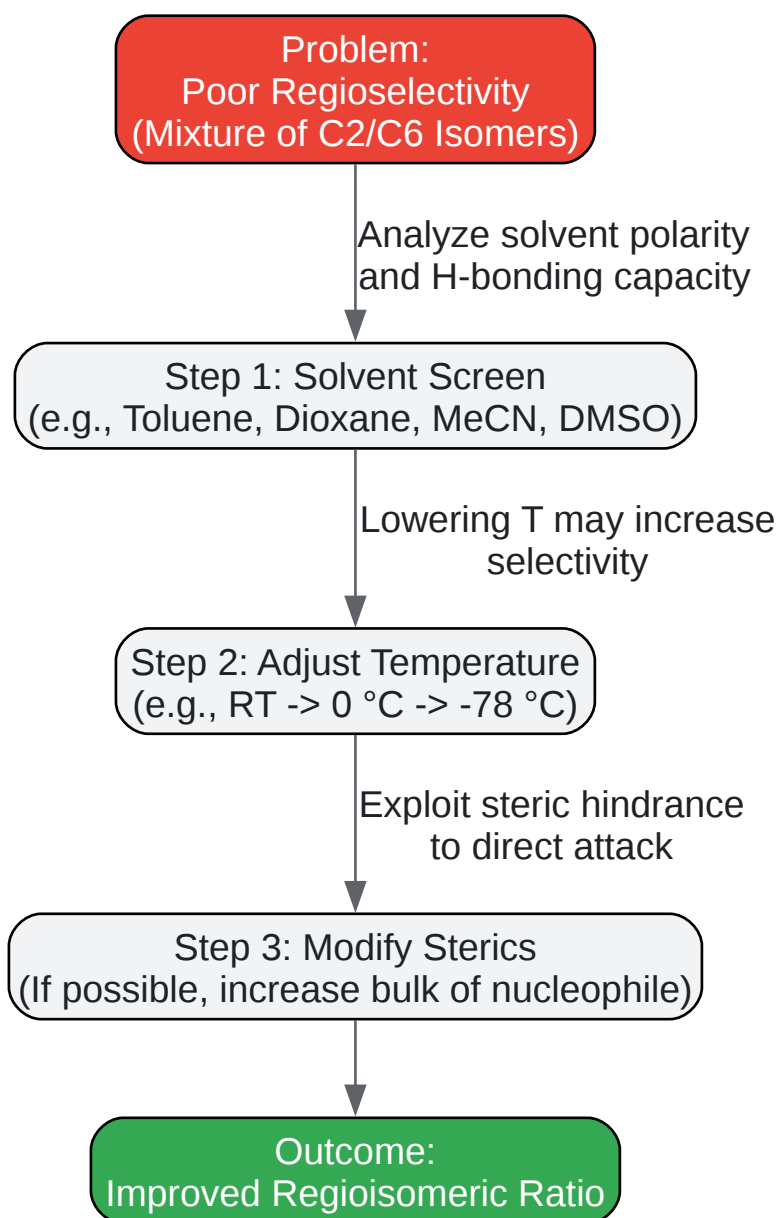 Problem:
Poor Regioselectivity
(Mixture of C2/C6 Isomers)
Analyze solvent polarity
and H-bonding capacity
Step 1: Solvent Screen
(e.g., Toluene, Dioxane, MeCN, DMSO)
Lowering T may increase
selectivity
Step 2: Adjust Temperature
(e.g., RT -> 0 °C -> -78 °C)
Exploit steric hindrance
to direct attack
Step 3: Modify Sterics
(If possible, increase bulk of nucleophile)
Outcome:
Improved Regioisomeric Ratio